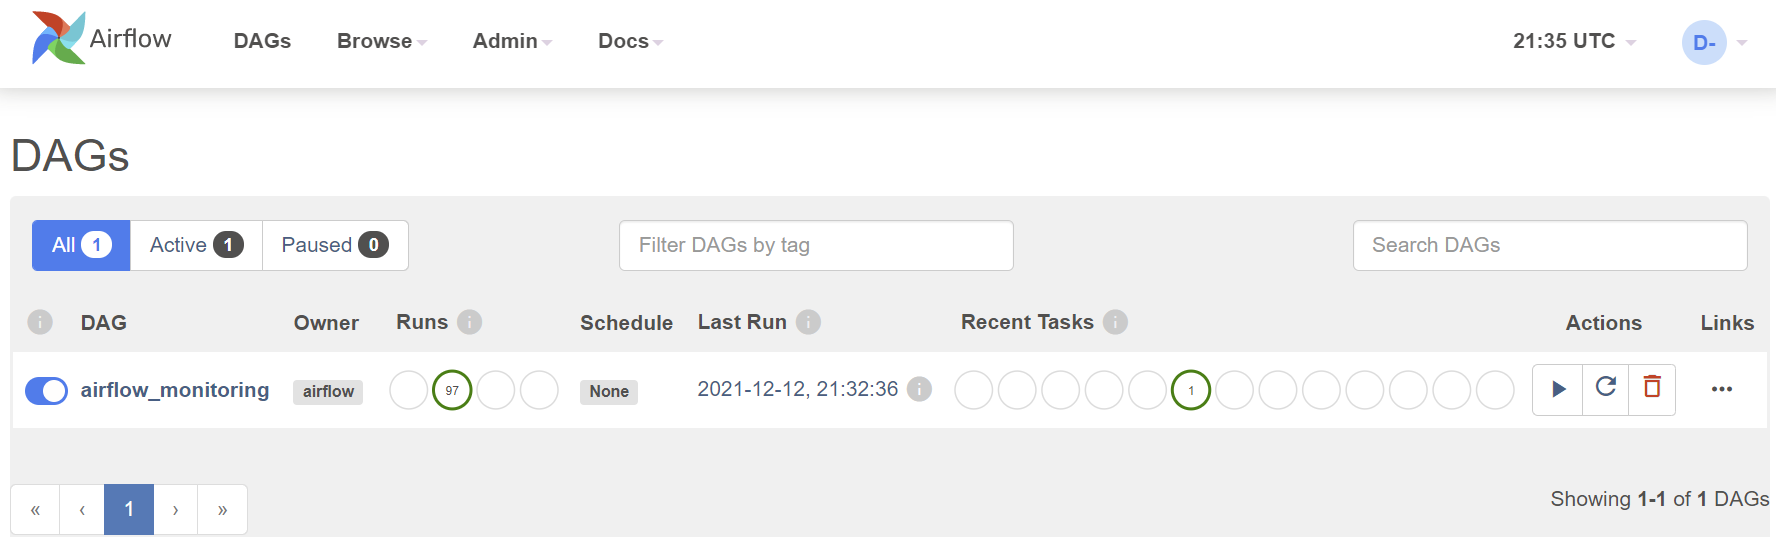 Airflow DAGs Browse Admin Docs 21:35 UTC D-
DAGs
All 1 Active 1 Paused 0 Filter DAGs by tag Search DAGs
i DAG Owner Runs i Schedule Last Run i Recent Tasks i Actions Links
airflow_monitoring airflow 97 None 2021-12-12, 21:32:36 i 1 ...
« ‹ 1 › » Showing 1-1 of 1 DAGs